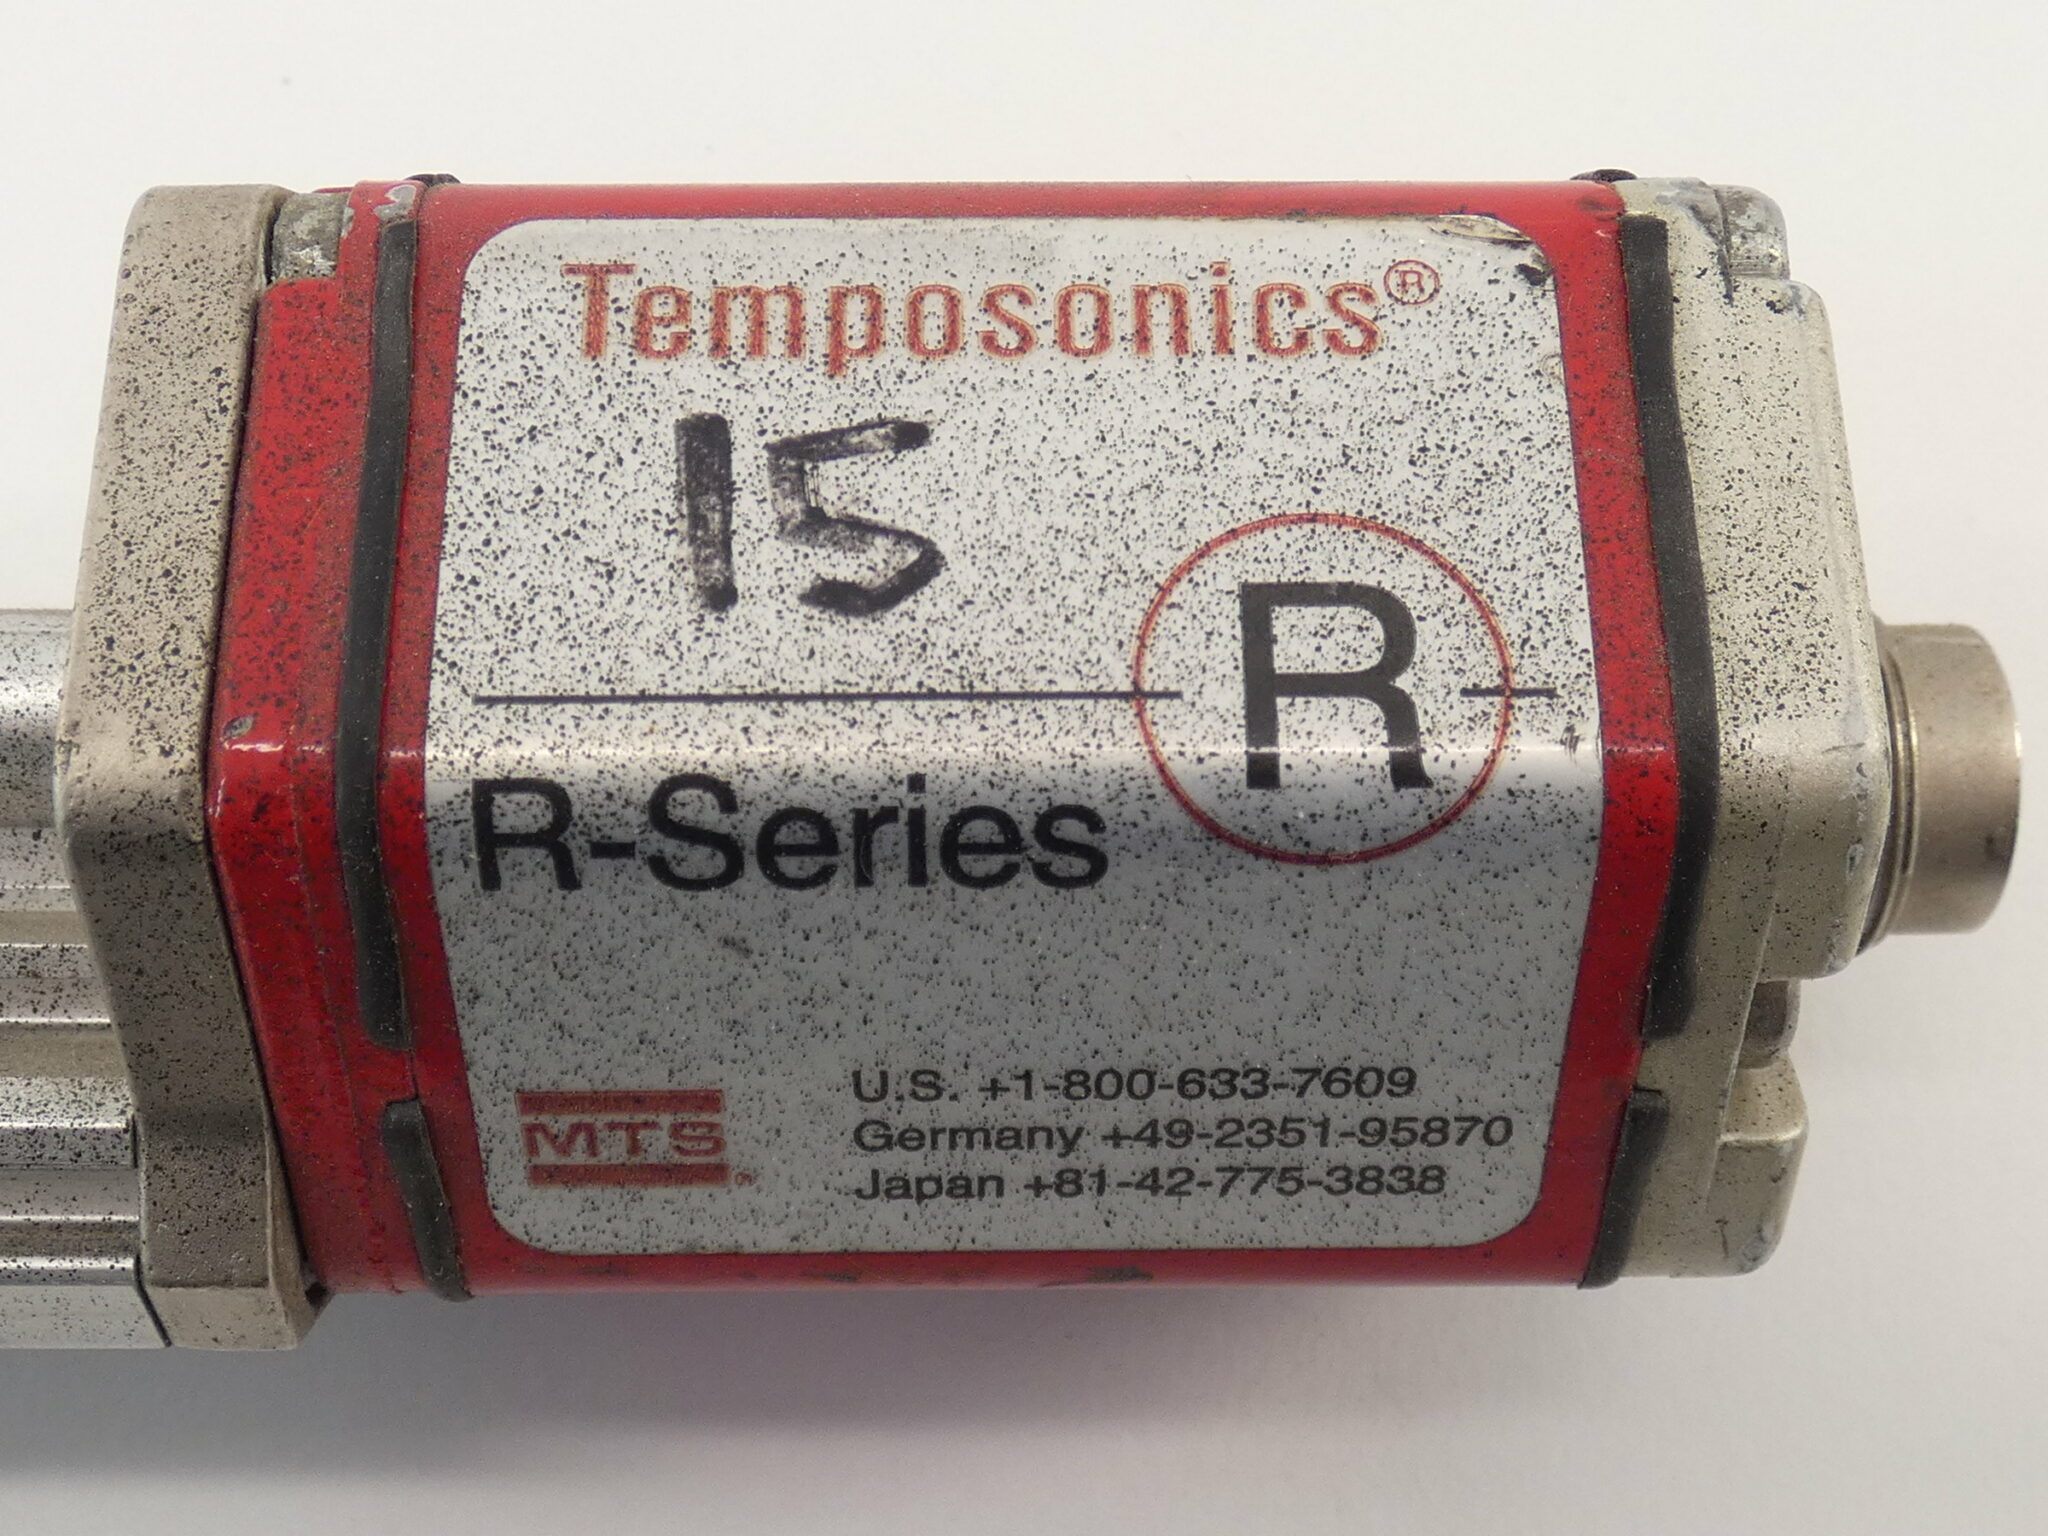 Temposonics®
15
R
R-Series
MTS®
U.S. +1-800-633-7609
Germany +49-2351-95870
Japan +81-42-775-3838